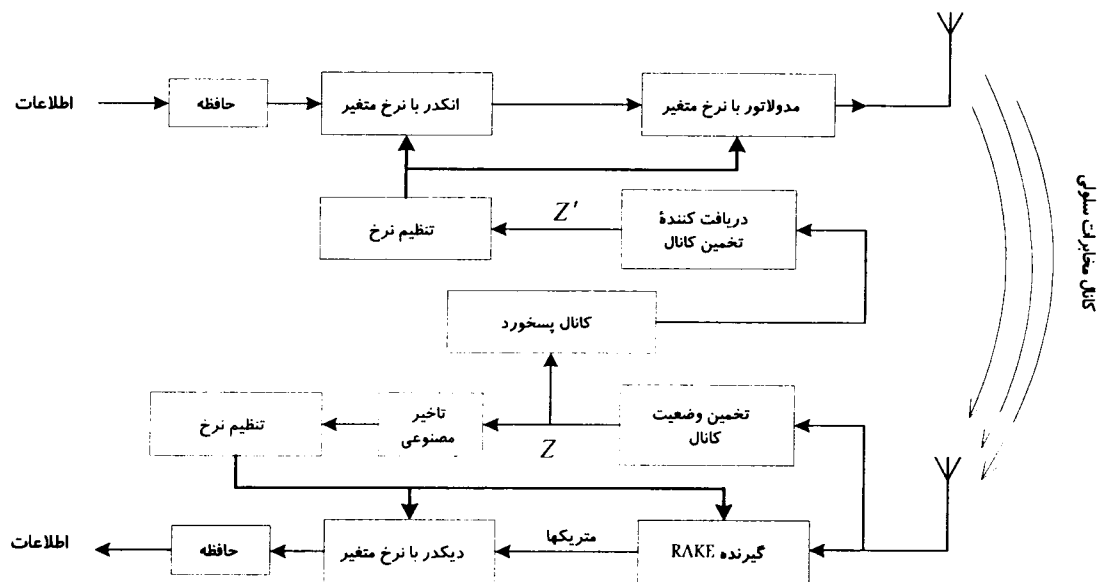 اطلاعات
حافظه
انکدر با نرخ متغیر
مدولاتور با نرخ متغیر
تنظیم نرخ
Z′
دریافت کنندهٔ
تخمین کانال
کانال مخابرات سلولی
کانال پسخورد
تنظیم نرخ
تاخیر
مصنوعی
Z
تخمین وضعیت
کانال
اطلاعات
حافظه
دیکدر با نرخ متغیر
متریکها
گیرنده RAKE